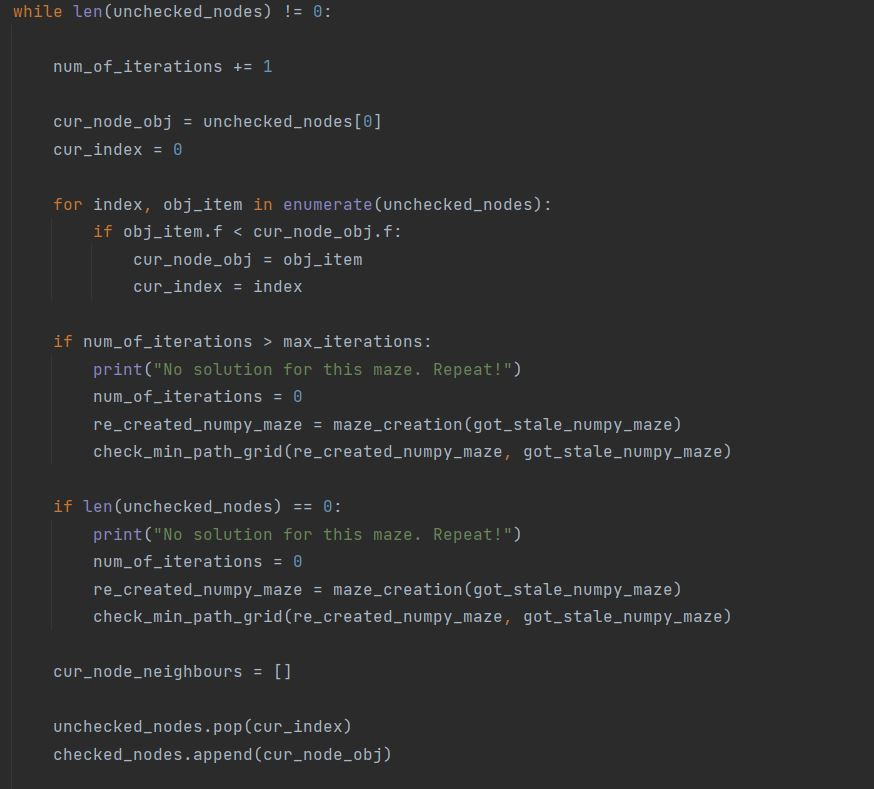 while len(unchecked_nodes) != 0:
num_of_iterations += 1
cur_node_obj = unchecked_nodes[0]
cur_index = 0
for index, obj_item in enumerate(unchecked_nodes):
if obj_item.f < cur_node_obj.f:
cur_node_obj = obj_item
cur_index = index
if num_of_iterations > max_iterations:
print("No solution for this maze. Repeat!")
num_of_iterations = 0
re_created_numpy_maze = maze_creation(got_stale_numpy_maze)
check_min_path_grid(re_created_numpy_maze, got_stale_numpy_maze)
if len(unchecked_nodes) == 0:
print("No solution for this maze. Repeat!")
num_of_iterations = 0
re_created_numpy_maze = maze_creation(got_stale_numpy_maze)
check_min_path_grid(re_created_numpy_maze, got_stale_numpy_maze)
cur_node_neighbours = []
unchecked_nodes.pop(cur_index)
checked_nodes.append(cur_node_obj)